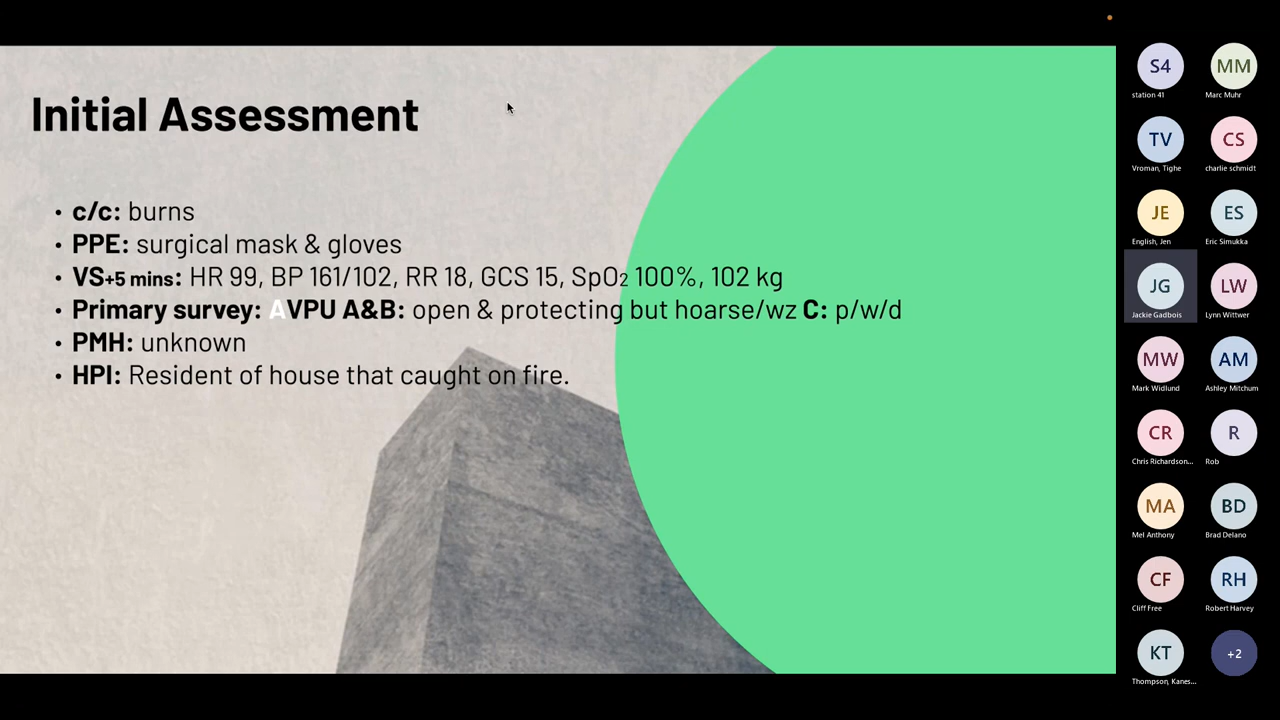 Initial Assessment
• c/c: burns
• PPE: surgical mask & gloves
• VS+5 mins: HR 99, BP 161/102, RR 18, GCS 15, SpO2 100%, 102 kg
• Primary survey: AVPU A&B: open & protecting but hoarse/wz C: p/w/d
• PMH: unknown
• HPI: Resident of house that caught on fire.
S4
station 41
MM
Marc Muhr
TV
Vroman, Tighe
CS
charlie schmidt
JE
English, Jen
ES
Eric Simukka
JG
Jackie Gadbois
LW
Lynn Wittwer
MW
Mark Widlund
AM
Ashley Mitchum
CR
Chris Richardson...
R
Rob
MA
Mel Anthony
BD
Brad Delano
CF
Cliff Free
RH
Robert Harvey
KT
Thompson, Kanes...
+2